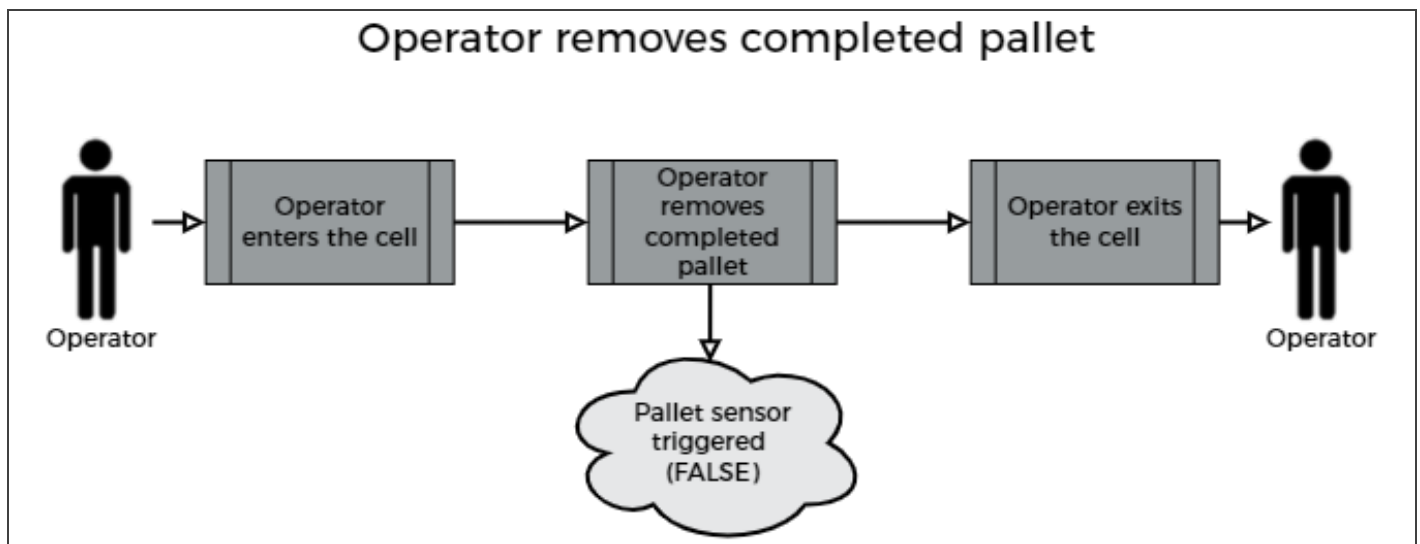 Operator removes completed pallet
Operator
enters the cell
Operator
removes
completed
pallet
Operator exits
the cell
Operator
Operator
Pallet sensor
triggered
(FALSE)